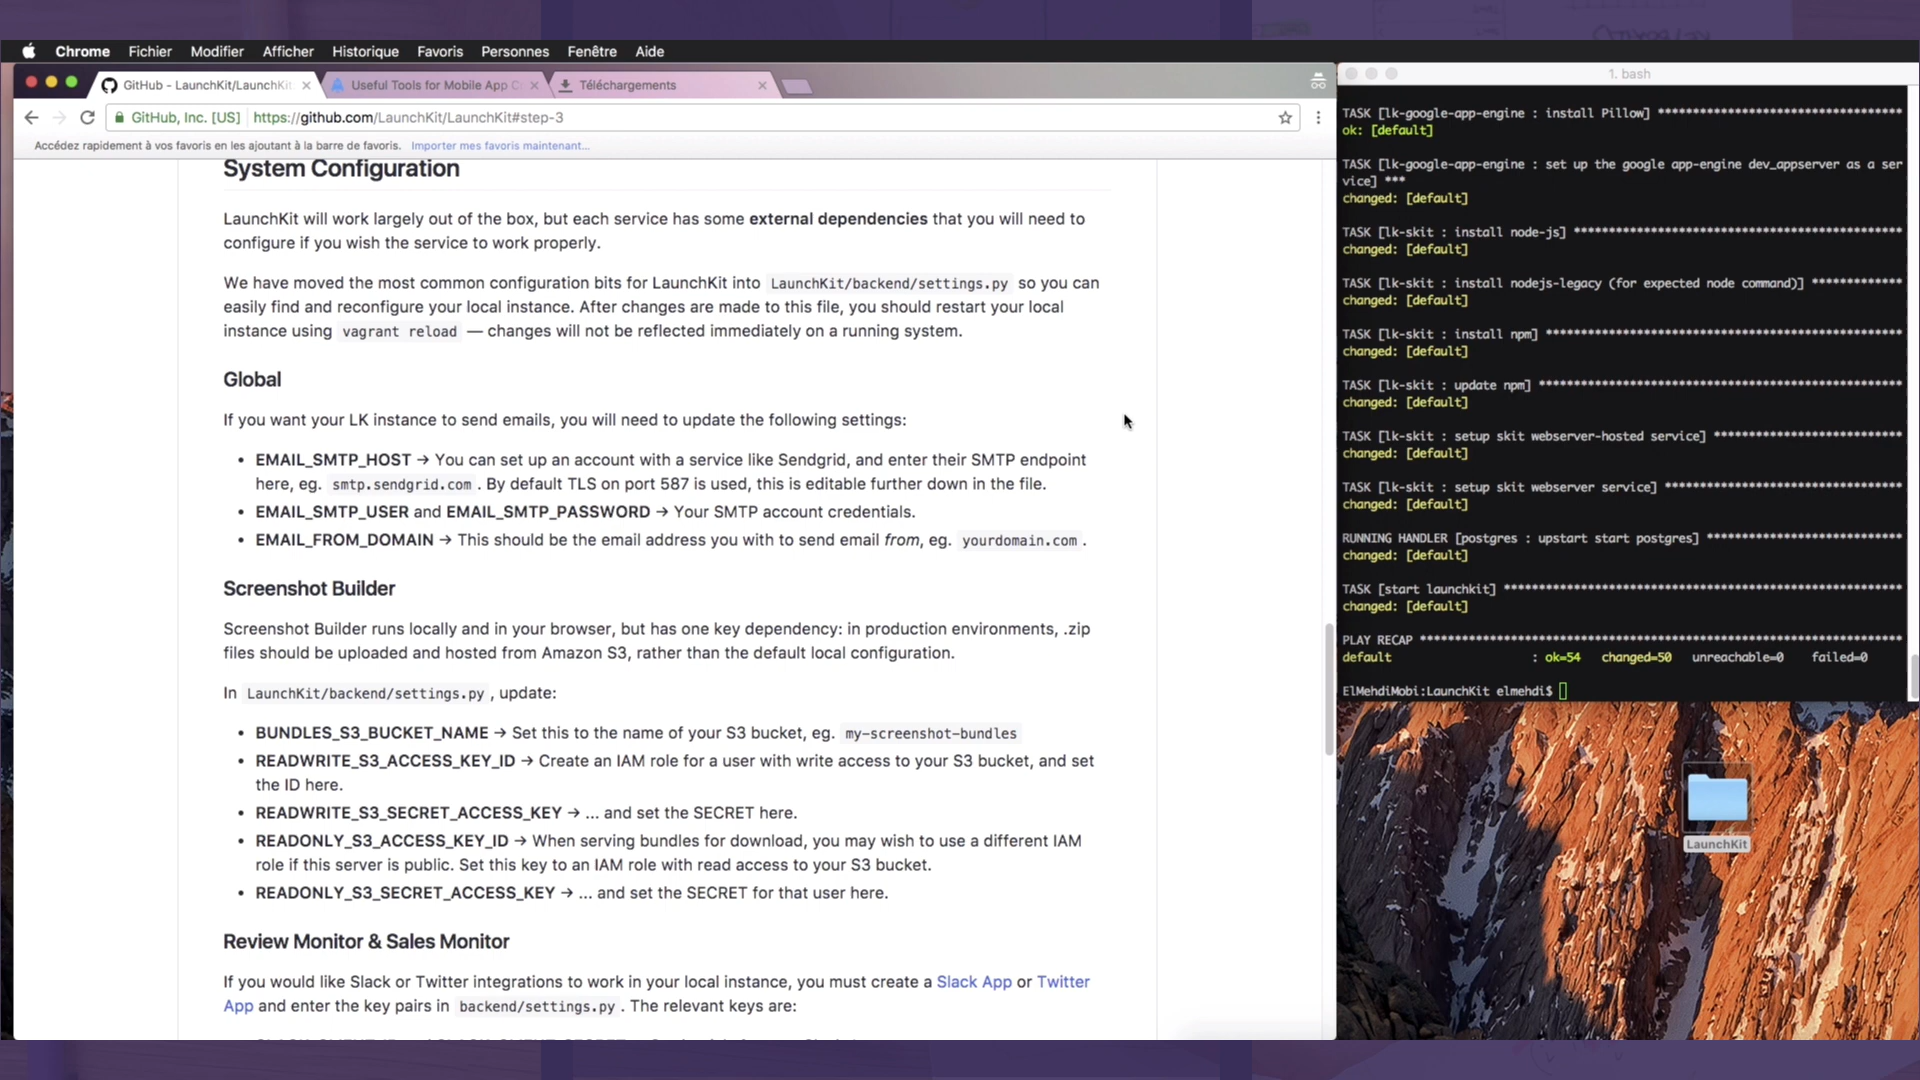 Chrome Fichier Modifier Afficher Historique Favoris Personnes Fenêtre Aide
GitHub - LaunchKit/LaunchKit
Useful Tools for Mobile App
Téléchargements
GitHub, Inc. [US] https://github.com/LaunchKit/LaunchKit#step-3
Accédez rapidement à vos favoris en les ajoutant à la barre de favoris. Importer mes favoris maintenant...
System Configuration
LaunchKit will work largely out of the box, but each service has some external dependencies that you will need to
configure if you wish the service to work properly.
We have moved the most common configuration bits for LaunchKit into LaunchKit/backend/settings.py so you can
easily find and reconfigure your local instance. After changes are made to this file, you should restart your local
instance using vagrant reload — changes will not be reflected immediately on a running system.
Global
If you want your LK instance to send emails, you will need to update the following settings:
• EMAIL_SMTP_HOST → You can set up an account with a service like Sendgrid, and enter their SMTP endpoint
here, eg. smtp.sendgrid.com . By default TLS on port 587 is used, this is editable further down in the file.
• EMAIL_SMTP_USER and EMAIL_SMTP_PASSWORD → Your SMTP account credentials.
• EMAIL_FROM_DOMAIN → This should be the email address you with to send email from, eg. yourdomain.com .
Screenshot Builder
Screenshot Builder runs locally and in your browser, but has one key dependency: in production environments, .zip
files should be uploaded and hosted from Amazon S3, rather than the default local configuration.
In LaunchKit/backend/settings.py , update:
• BUNDLES_S3_BUCKET_NAME → Set this to the name of your S3 bucket, eg. my-screenshot-bundles
• READWRITE_S3_ACCESS_KEY_ID → Create an IAM role for a user with write access to your S3 bucket, and set
the ID here.
• READWRITE_S3_SECRET_ACCESS_KEY → ... and set the SECRET here.
• READONLY_S3_ACCESS_KEY_ID → When serving bundles for download, you may wish to use a different IAM
role if this server is public. Set this key to an IAM role with read access to your S3 bucket.
• READONLY_S3_SECRET_ACCESS_KEY → ... and set the SECRET for that user here.
Review Monitor & Sales Monitor
If you would like Slack or Twitter integrations to work in your local instance, you must create a Slack App or Twitter
App and enter the key pairs in backend/settings.py . The relevant keys are:
1. bash
TASK [lk-google-app-engine : install Pillow] **********************************
ok: [default]
TASK [lk-google-app-engine : set up the google app-engine dev_appserver as a ser
vice] ***
changed: [default]
TASK [lk-skit : install node-js] **********************************************
changed: [default]
TASK [lk-skit : install nodejs-legacy (for expected node command)] *************
changed: [default]
TASK [lk-skit : install npm] **************************************************
changed: [default]
TASK [lk-skit : update npm] ***************************************************
changed: [default]
TASK [lk-skit : setup skit webserver-hosted service] **************************
changed: [default]
TASK [lk-skit : setup skit webserver service] *********************************
changed: [default]
RUNNING HANDLER [postgres : upstart start postgres] ***************************
changed: [default]
TASK [start launchkit] ********************************************************
changed: [default]
PLAY RECAP ********************************************************************
default : ok=54 changed=50 unreachable=0 failed=0
ElMehdiMobi:LaunchKit elmehdi$
LaunchKit